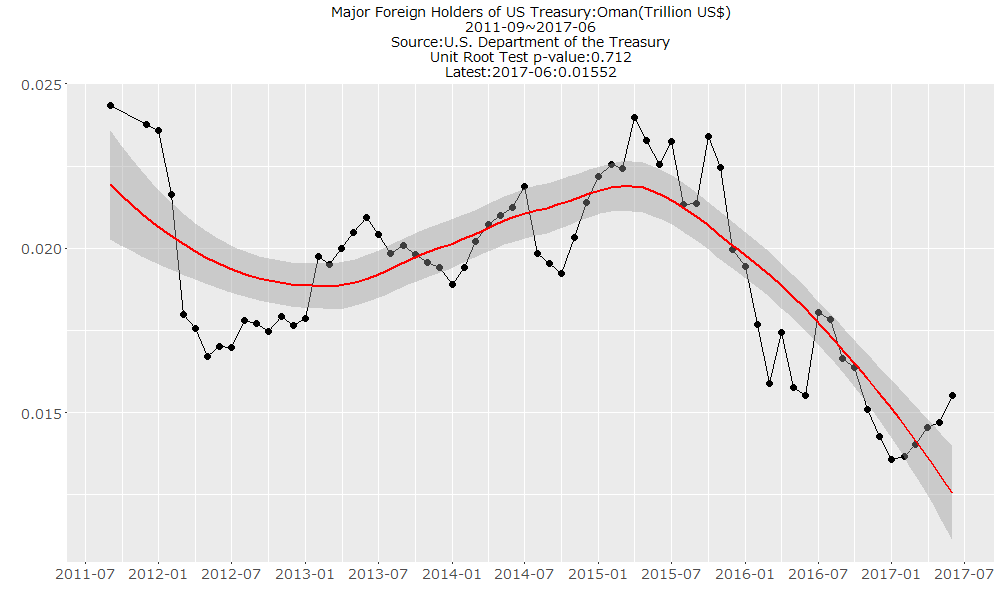 Major Foreign Holders of US Treasury:Oman(Trillion US$)
2011-09~2017-06
Source:U.S. Department of the Treasury
Unit Root Test p-value:0.712
Latest:2017-06:0.01552
0.025
0.020
0.015
2011-07 2012-01 2012-07 2013-01 2013-07 2014-01 2014-07 2015-01 2015-07 2016-01 2016-07 2017-01 2017-07